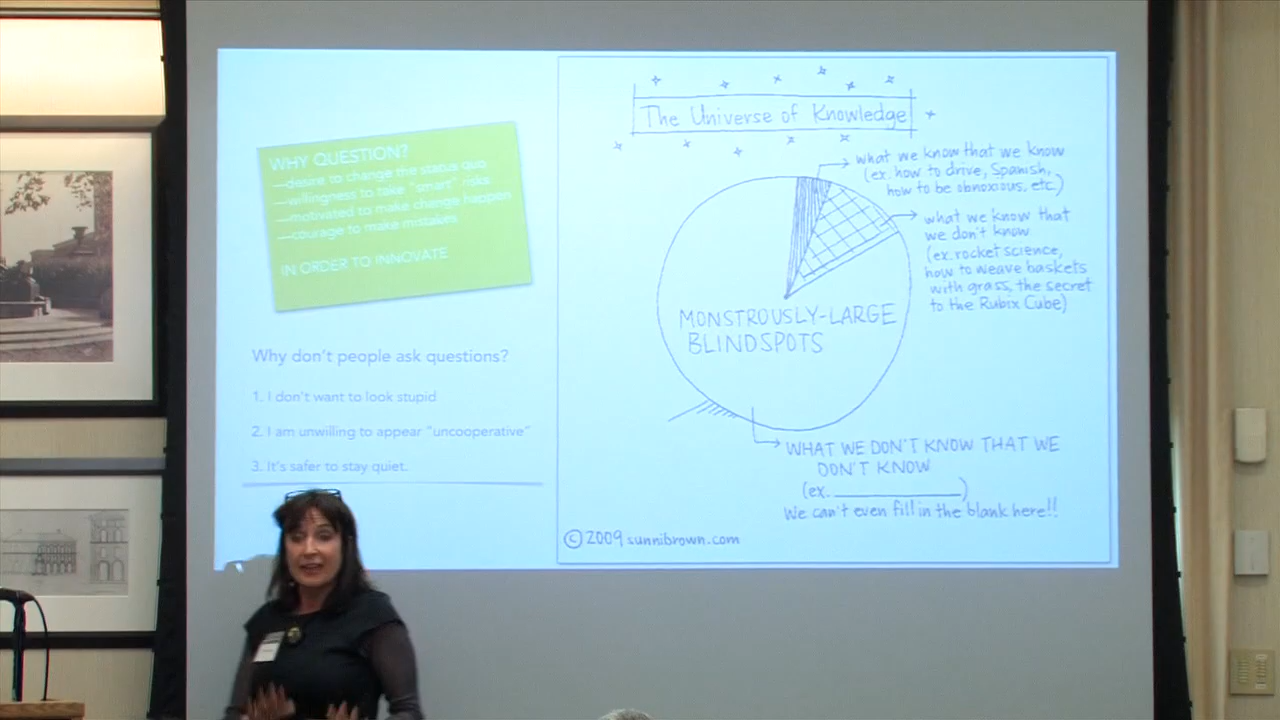 WHY QUESTION?
—desire to change the status quo
—willingness to take "smart" risks
—motivated to make change happen
—courage to make mistakes
IN ORDER TO INNOVATE
Why don't people ask questions?
1. I don't want to look stupid
2. I am unwilling to appear "uncooperative"
3. It's safer to stay quiet.
The Universe of Knowledge
what we know that we know
(ex. how to drive, Spanish,
how to be obnoxious, etc.)
what we know that
we don't know
(ex. rocket science,
how to weave baskets
with grass, the secret
to the Rubix Cube)
MONSTROUSLY-LARGE
BLINDSPOTS
WHAT WE DON'T KNOW THAT WE
DON'T KNOW
(ex. ____________)
We can't even fill in the blank here!!
© 2009 sunnibrown.com